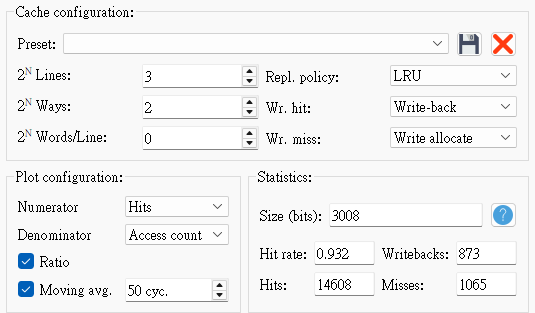 Cache configuration:
Preset:
2ᴺ Lines: 3 Repl. policy: LRU
2ᴺ Ways: 2 Wr. hit: Write-back
2ᴺ Words/Line: 0 Wr. miss: Write allocate
Plot configuration:
Numerator Hits
Denominator Access count
Ratio
Moving avg. 50 cyc.
Statistics:
Size (bits): 3008 ?
Hit rate: 0.932 Writebacks: 873
Hits: 14608 Misses: 1065